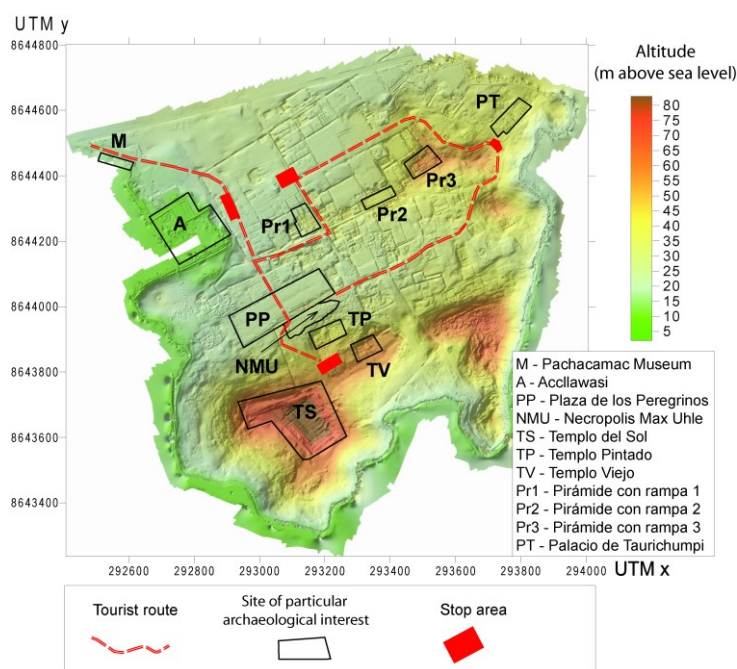 UTM y
8644800
8644600
8644400
8644200
8644000
8643800
8643600
8643400
M
A
PP
NMU
TS
TP
TV
Pr1
Pr2
Pr3
PT
292600 292800 293000 293200 293400 293600 293800 294000
UTM x
Altitude
(m above sea level)
80
75
70
65
60
55
50
45
40
35
30
25
20
15
10
5
M - Pachacamac Museum
A - Accllawasi
PP - Plaza de los Peregrinos
NMU - Necropolis Max Uhle
TS - Templo del Sol
TP - Templo Pintado
TV - Templo Viejo
Pr1 - Pirámide con rampa 1
Pr2 - Pirámide con rampa 2
Pr3 - Pirámide con rampa 3
PT - Palacio de Taurichumpi
Tourist route
Site of particular
archaeological interest
Stop area